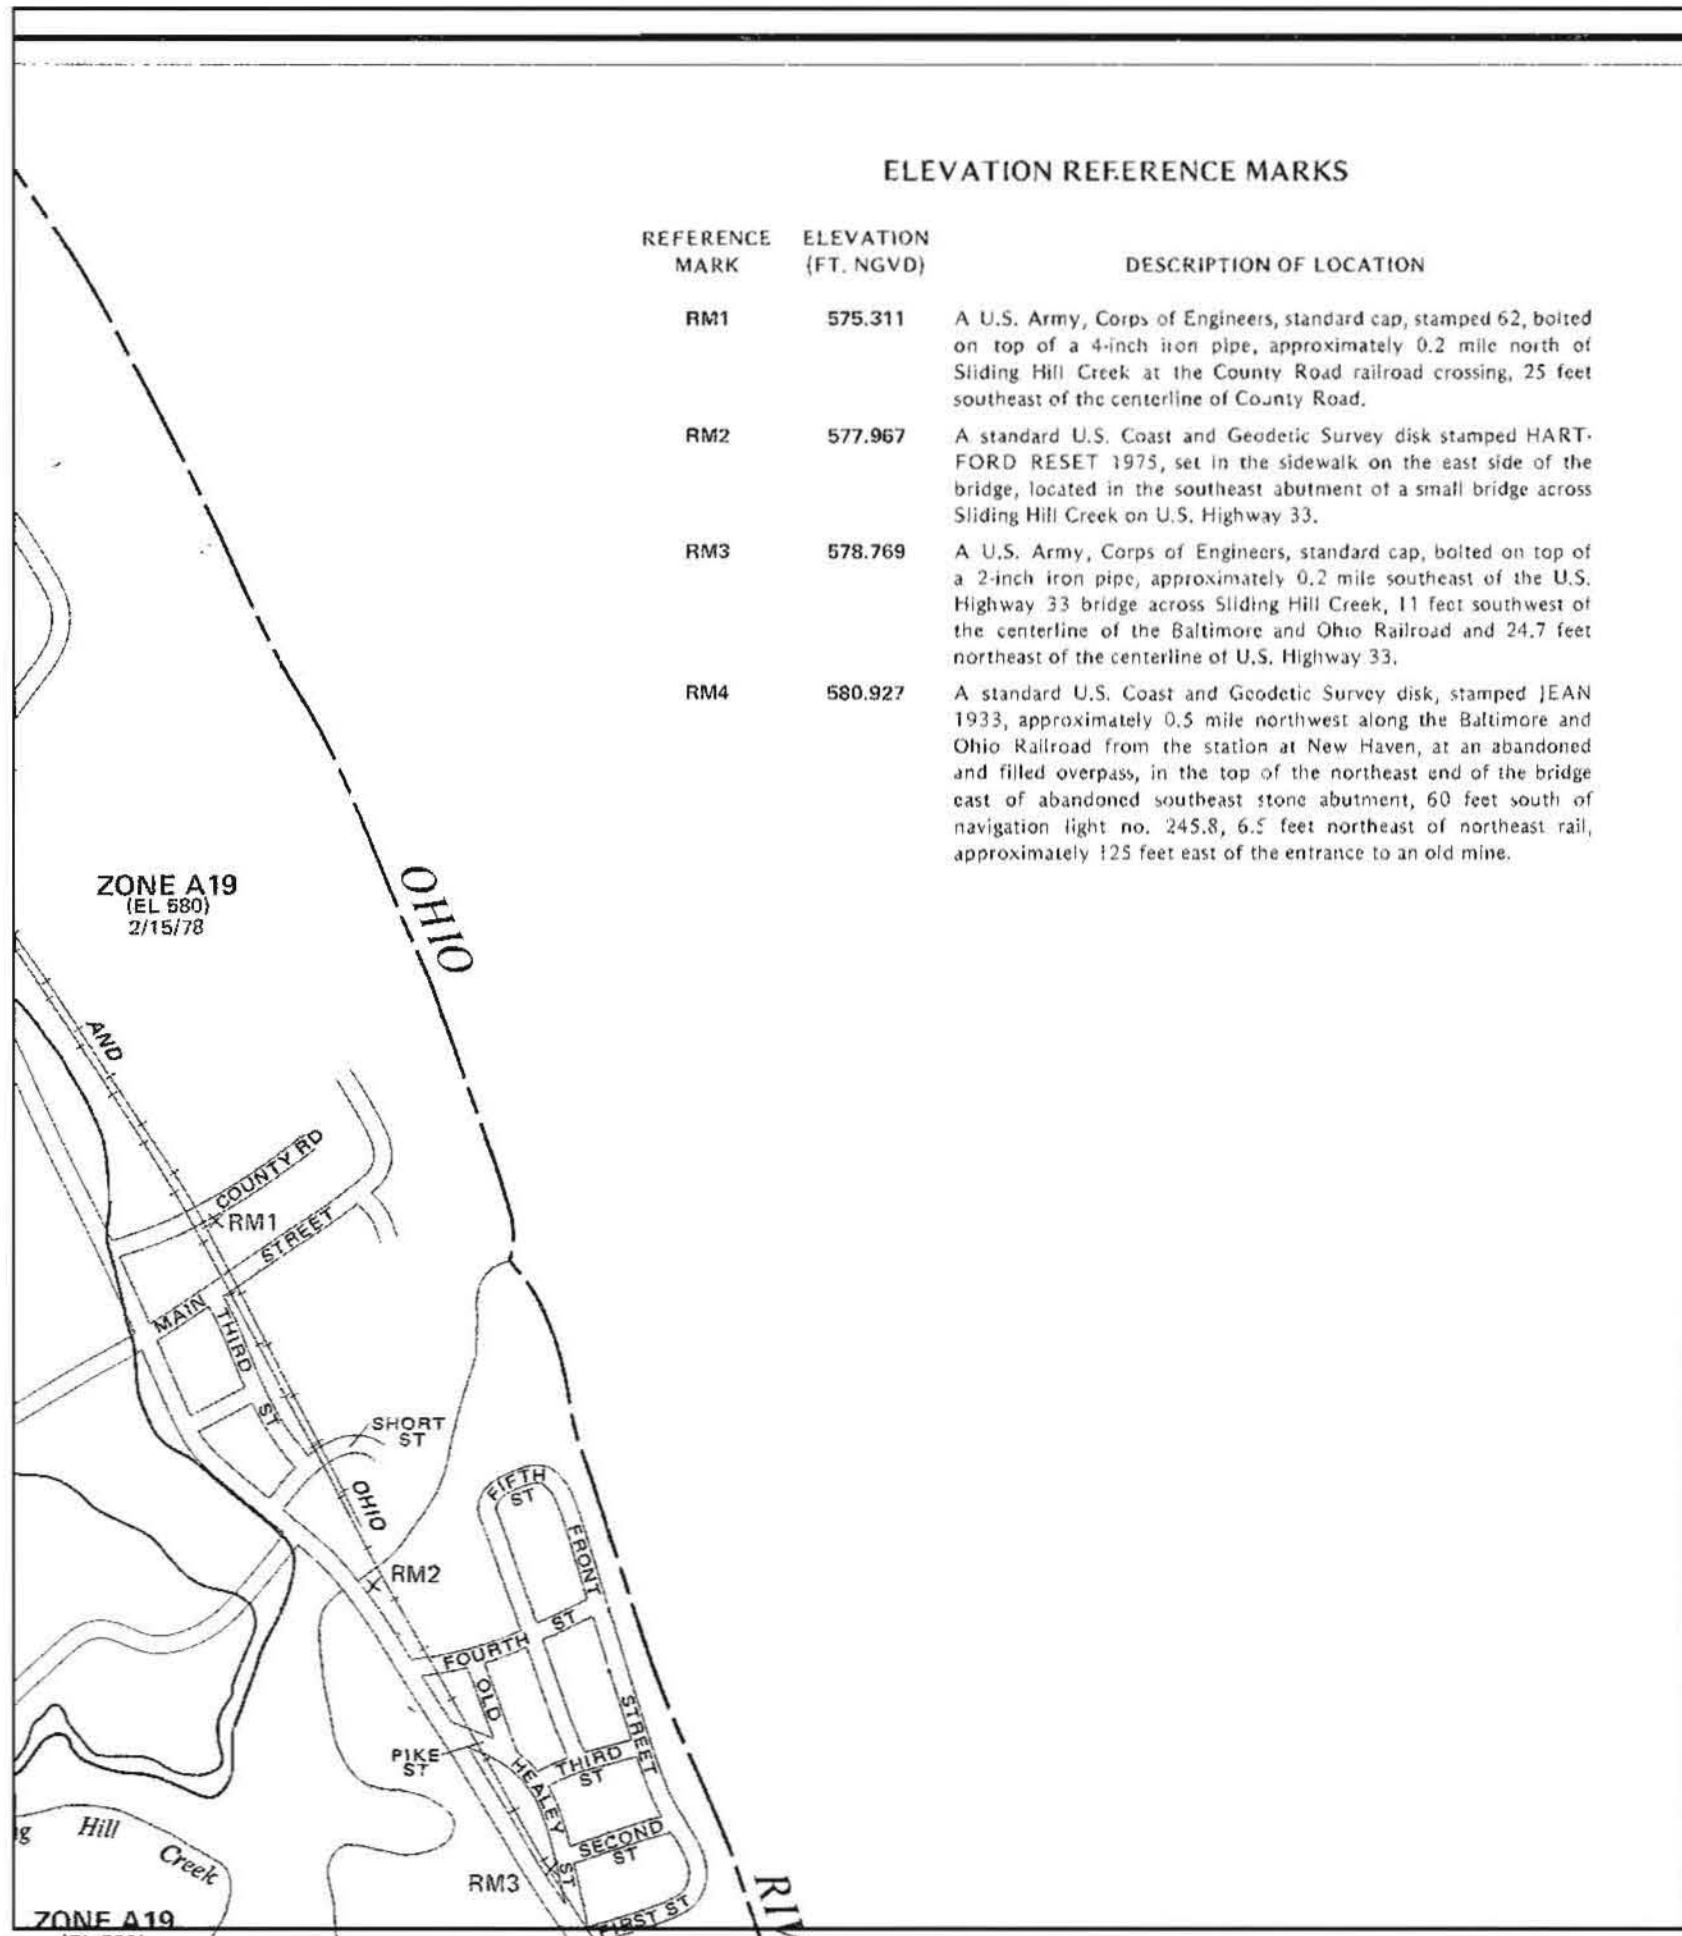 ELEVATION REFERENCE MARKS
REFERENCE MARK
ELEVATION (FT. NGVD)
DESCRIPTION OF LOCATION
RM1 575.311 A U.S. Army, Corps of Engineers, standard cap, stamped 62, bolted
on top of a 4-inch iron pipe, approximately 0.2 mile north of
Sliding Hill Creek at the County Road railroad crossing, 25 feet
southeast of the centerline of County Road.
RM2 577.967 A standard U.S. Coast and Geodetic Survey disk stamped HART-
FORD RESET 1975, set in the sidewalk on the east side of the
bridge, located in the southeast abutment of a small bridge across
Sliding Hill Creek on U.S. Highway 33.
RM3 578.769 A U.S. Army, Corps of Engineers, standard cap, bolted on top of
a 2-inch iron pipe, approximately 0.2 mile southeast of the U.S.
Highway 33 bridge across Sliding Hill Creek, 11 feet southwest of
the centerline of the Baltimore and Ohio Railroad and 24.7 feet
northeast of the centerline of U.S. Highway 33.
RM4 580.927 A standard U.S. Coast and Geodetic Survey disk, stamped JEAN
1933, approximately 0.5 mile northwest along the Baltimore and
Ohio Railroad from the station at New Haven, at an abandoned
and filled overpass, in the top of the northeast end of the bridge
east of abandoned southeast stone abutment, 60 feet south of
navigation light no. 245.8, 6.5 feet northeast of northeast rail,
approximately 125 feet east of the entrance to an old mine.
ZONE A19
(EL 580)
2/15/78
OHIO
AND
COUNTY RD
RM1
STREET
MAIN
THIRD
ST
SHORT
ST
OHIO
FIFTH
ST
FRONT
RM2
ST
FOURTH
OLD
STREET
PIKE
ST
THIRD
ST
HEALEY
Hill
Creek
SECOND
ST
ST
RM3
FIRST ST
ZONE A19